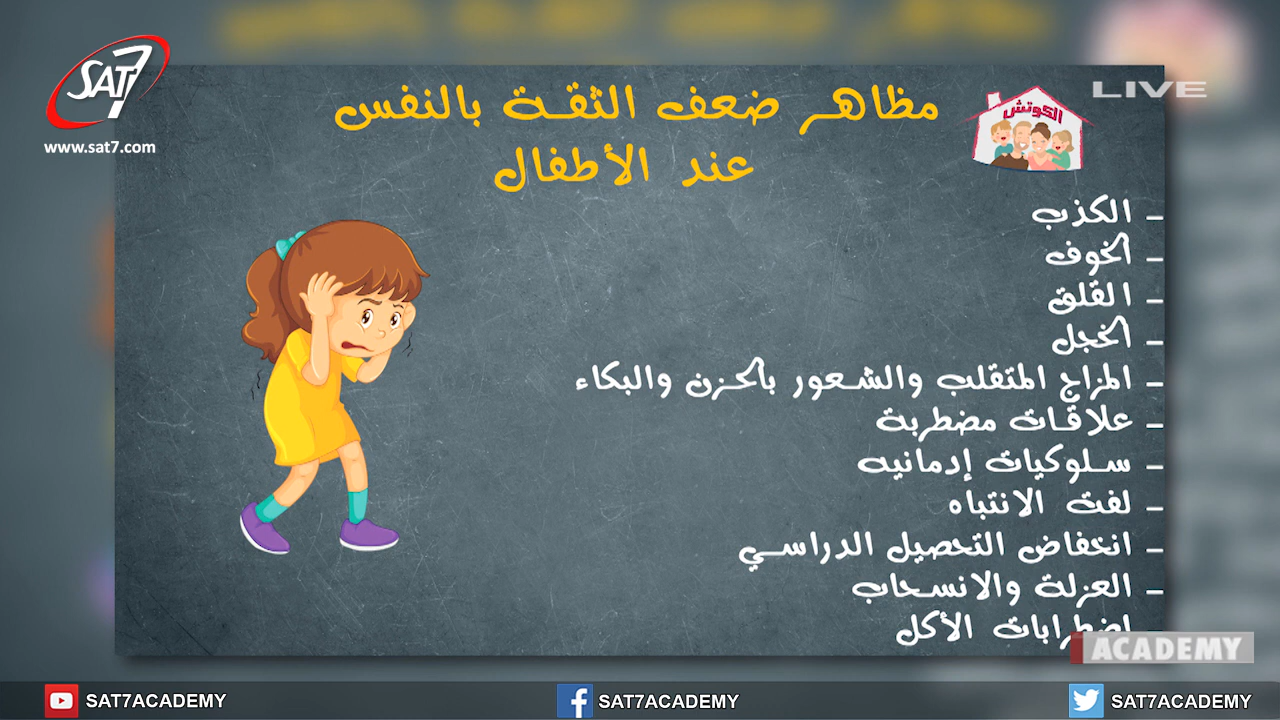 SAT7
www.sat7.com
LIVE
الكوتش
مظاهر ضعف الثقة بالنفس
عند الأطفال
- الكذب
- الخوف
- القلق
- الخجل
- المزاج المتقلب والشعور بالحزن والبكاء
- علاقات مضطربة
- سلوكيات إدمانيه
- لفت الانتباه
- انخفاض التحصيل الدراسي
- العزلة والانسحاب
اضطرابات الأكل
ACADEMY
SAT7ACADEMY
SAT7ACADEMY
SAT7ACADEMY